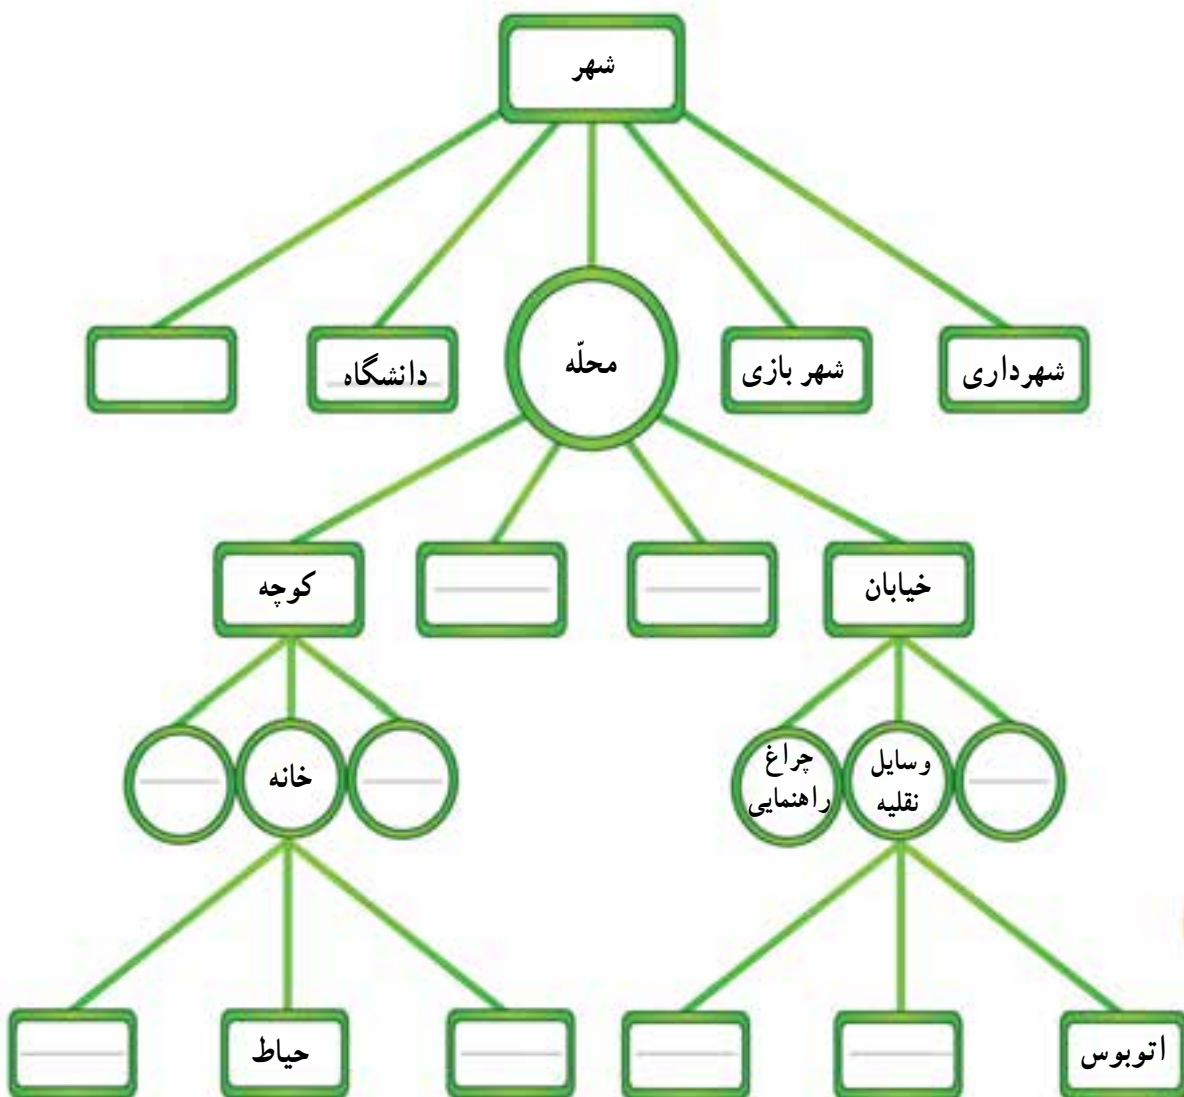 شهر
شهرداری
شهر بازی
محلّه
دانشگاه
خیابان
کوچه
وسایل
نقلیه
چراغ
راهنمایی
خانه
اتوبوس
حیاط